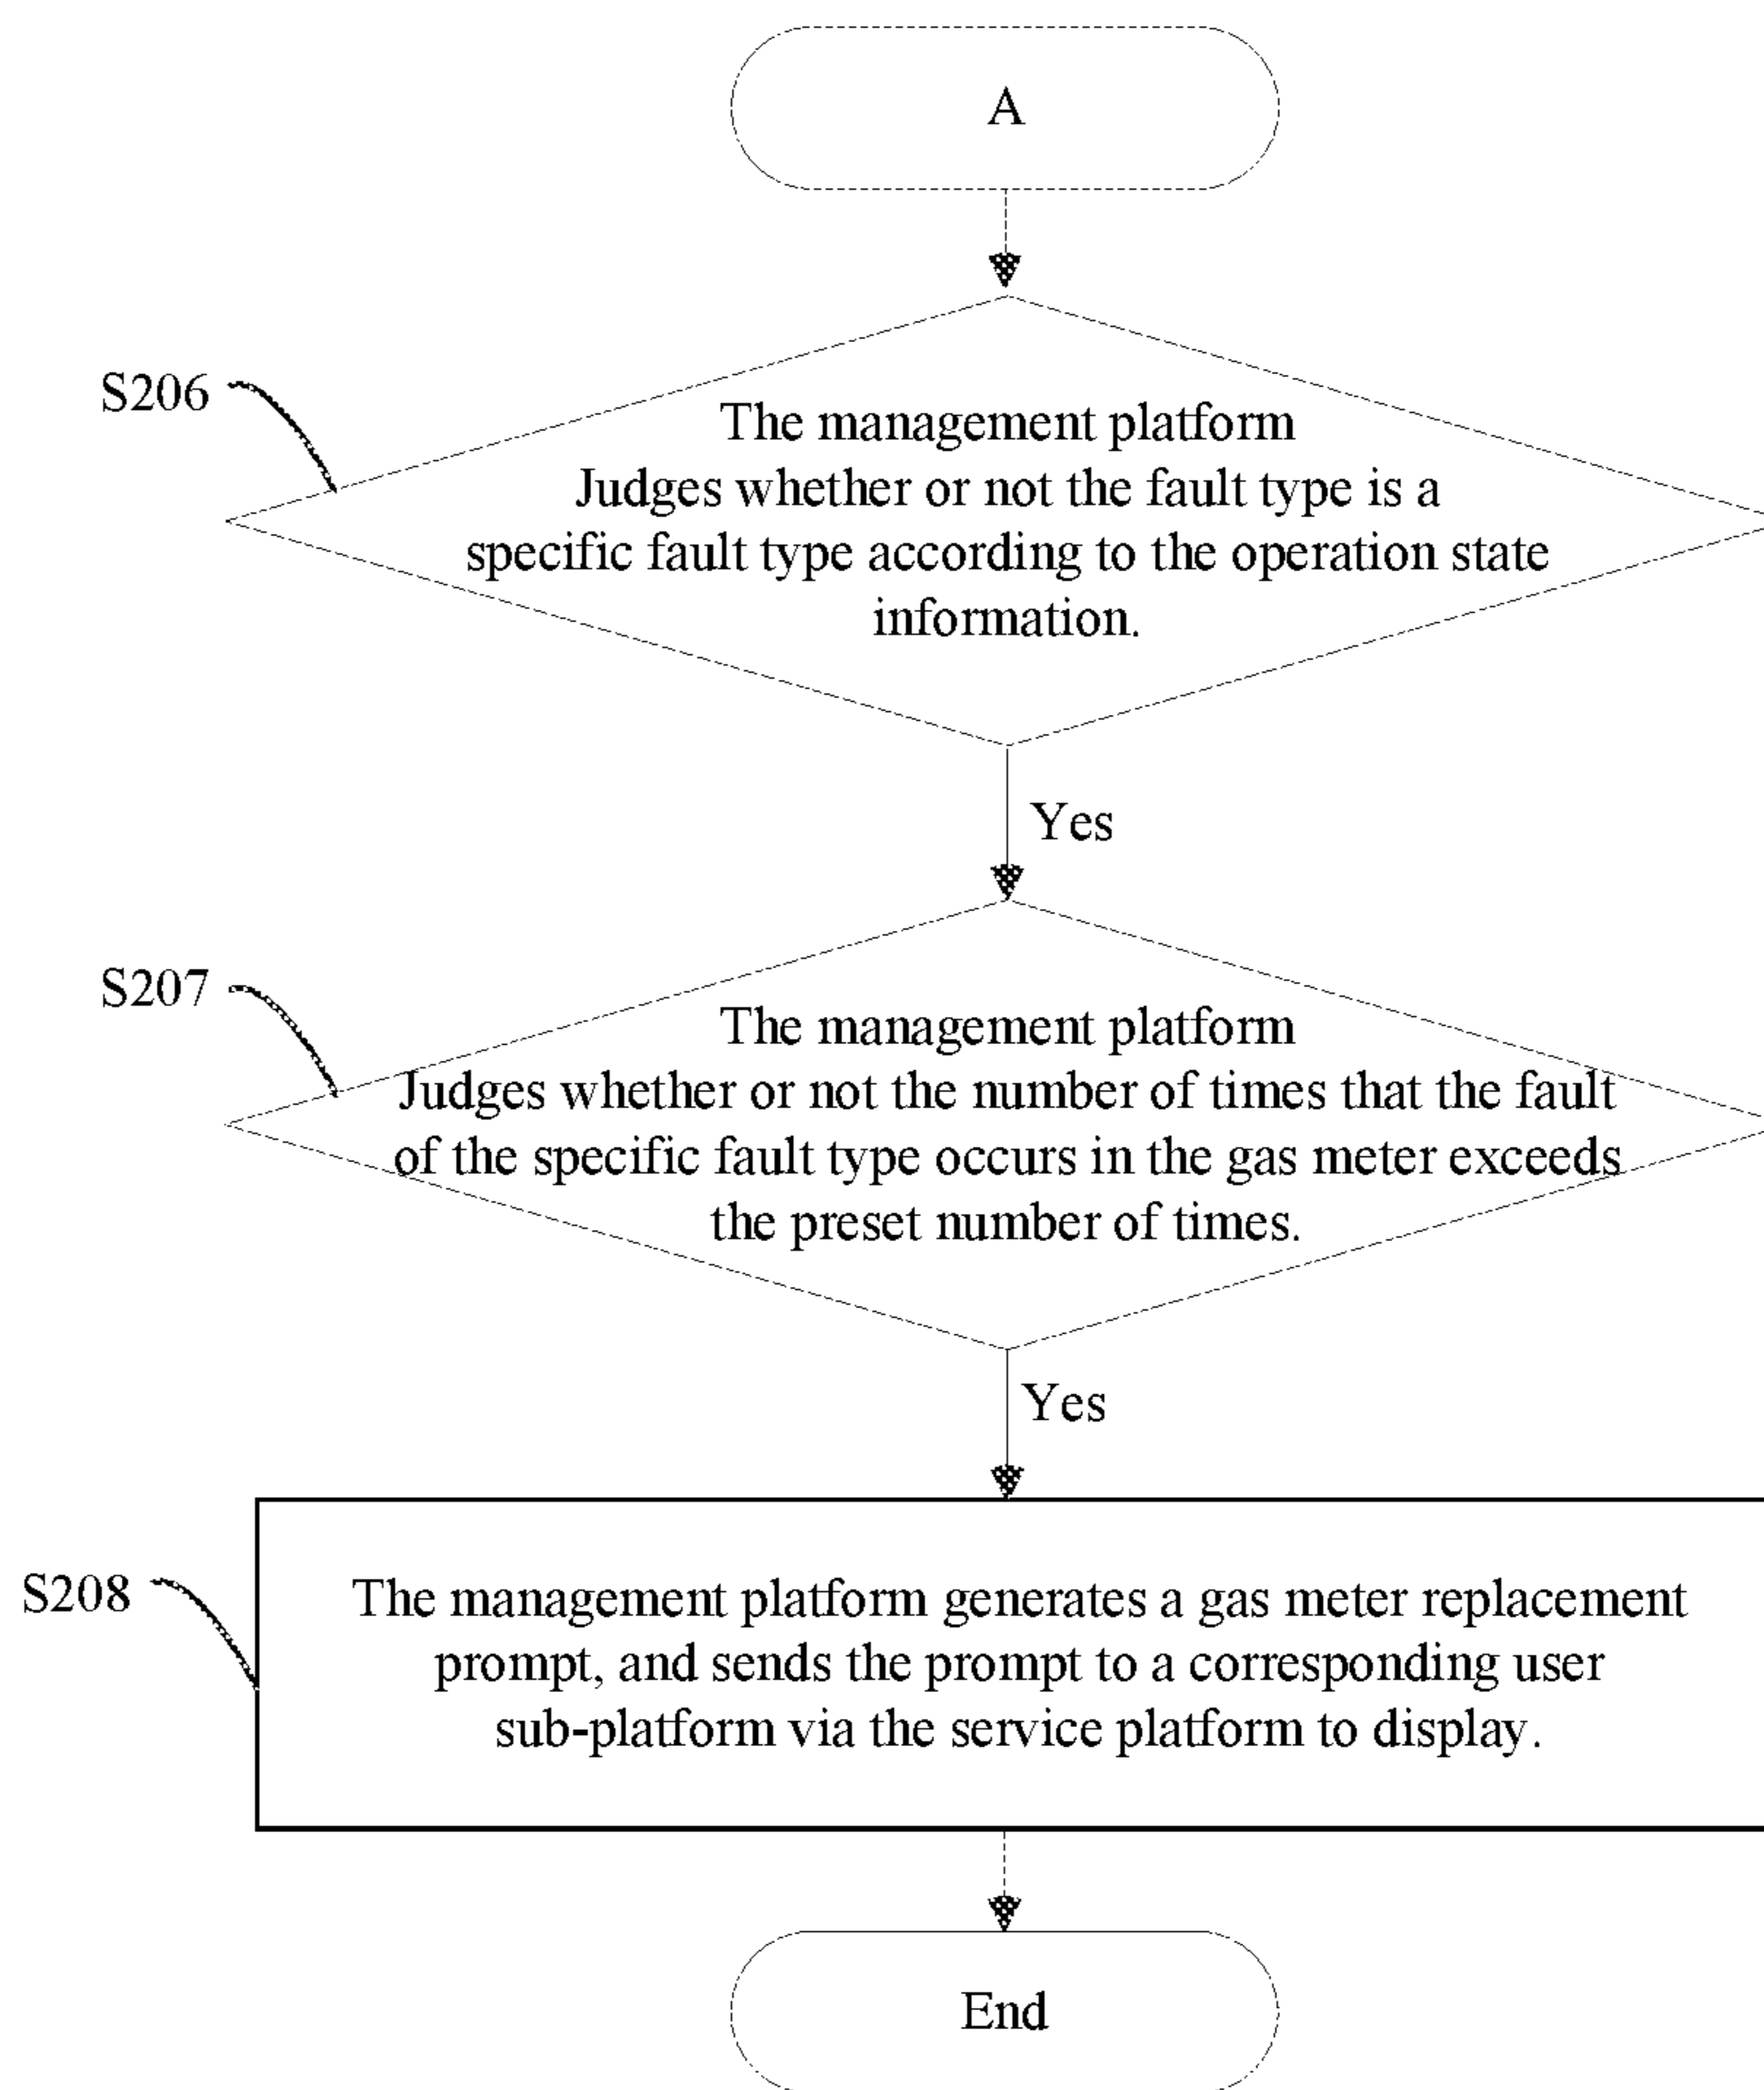 A
S206
The management platform
Judges whether or not the fault type is a
specific fault type according to the operation state
information.
Yes
S207
The management platform
Judges whether or not the number of times that the fault
of the specific fault type occurs in the gas meter exceeds
the preset number of times.
Yes
S208
The management platform generates a gas meter replacement
prompt, and sends the prompt to a corresponding user
sub-platform via the service platform to display.
End